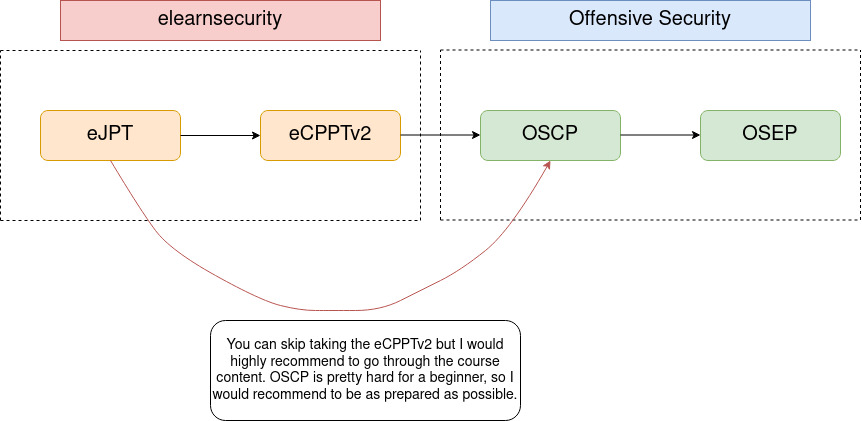 elearnsecurity
Offensive Security
eJPT
eCPPTv2
OSCP
OSEP
You can skip taking the eCPPTv2 but I would
highly recommend to go through the course
content. OSCP is pretty hard for a beginner, so I
would recommend to be as prepared as possible.